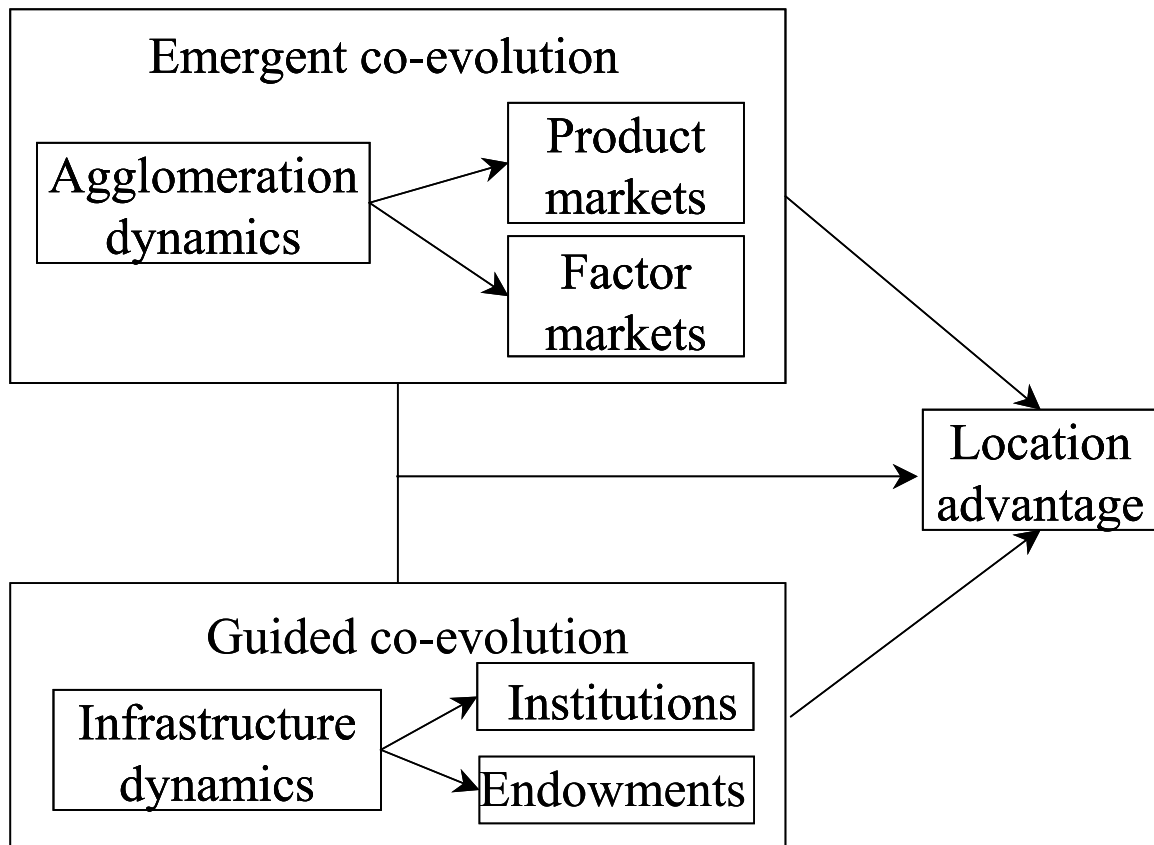 Emergent co-evolution
Agglomeration
dynamics
Product
markets
Factor
markets
Location
advantage
Guided co-evolution
Infrastructure
dynamics
Institutions
Endowments